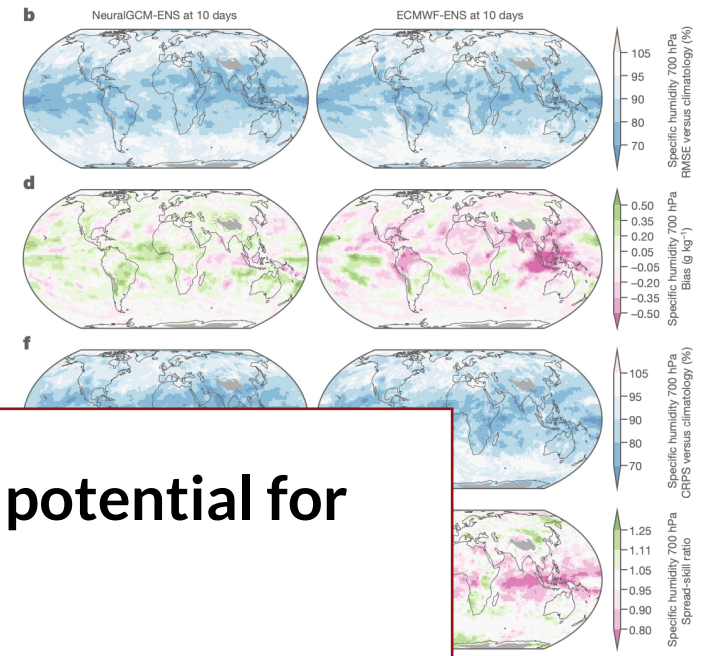 b
NeuralGCM-ENS at 10 days
ECMWF-ENS at 10 days
105
95
90
80
70
Specific humidity 700 hPa
RMSE versus climatology (%)
d
0.50
0.35
0.20
0.05
−0.05
−0.20
−0.35
−0.50
Specific humidity 700 hPa
Bias (g kg⁻¹)
f
105
95
90
80
70
Specific humidity 700 hPa
CRPS versus climatology (%)
potential for
1.25
1.11
1.05
0.95
0.90
0.80
Specific humidity 700 hPa
Spread-skill ratio